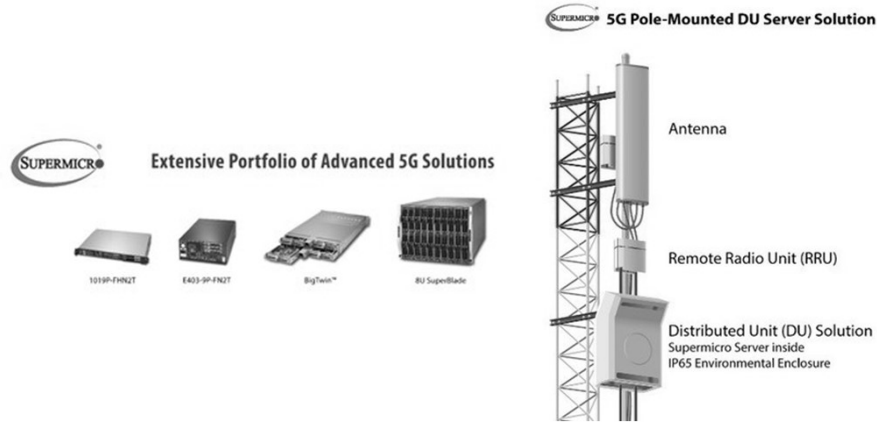 SUPERMICRO
Extensive Portfolio of Advanced 5G Solutions
1019P-FHN2T
E403-9P-FN2T
BigTwin™
8U SuperBlade
SUPERMICRO 5G Pole-Mounted DU Server Solution
Antenna
Remote Radio Unit (RRU)
Distributed Unit (DU) Solution
Supermicro Server inside
IP65 Environmental Enclosure